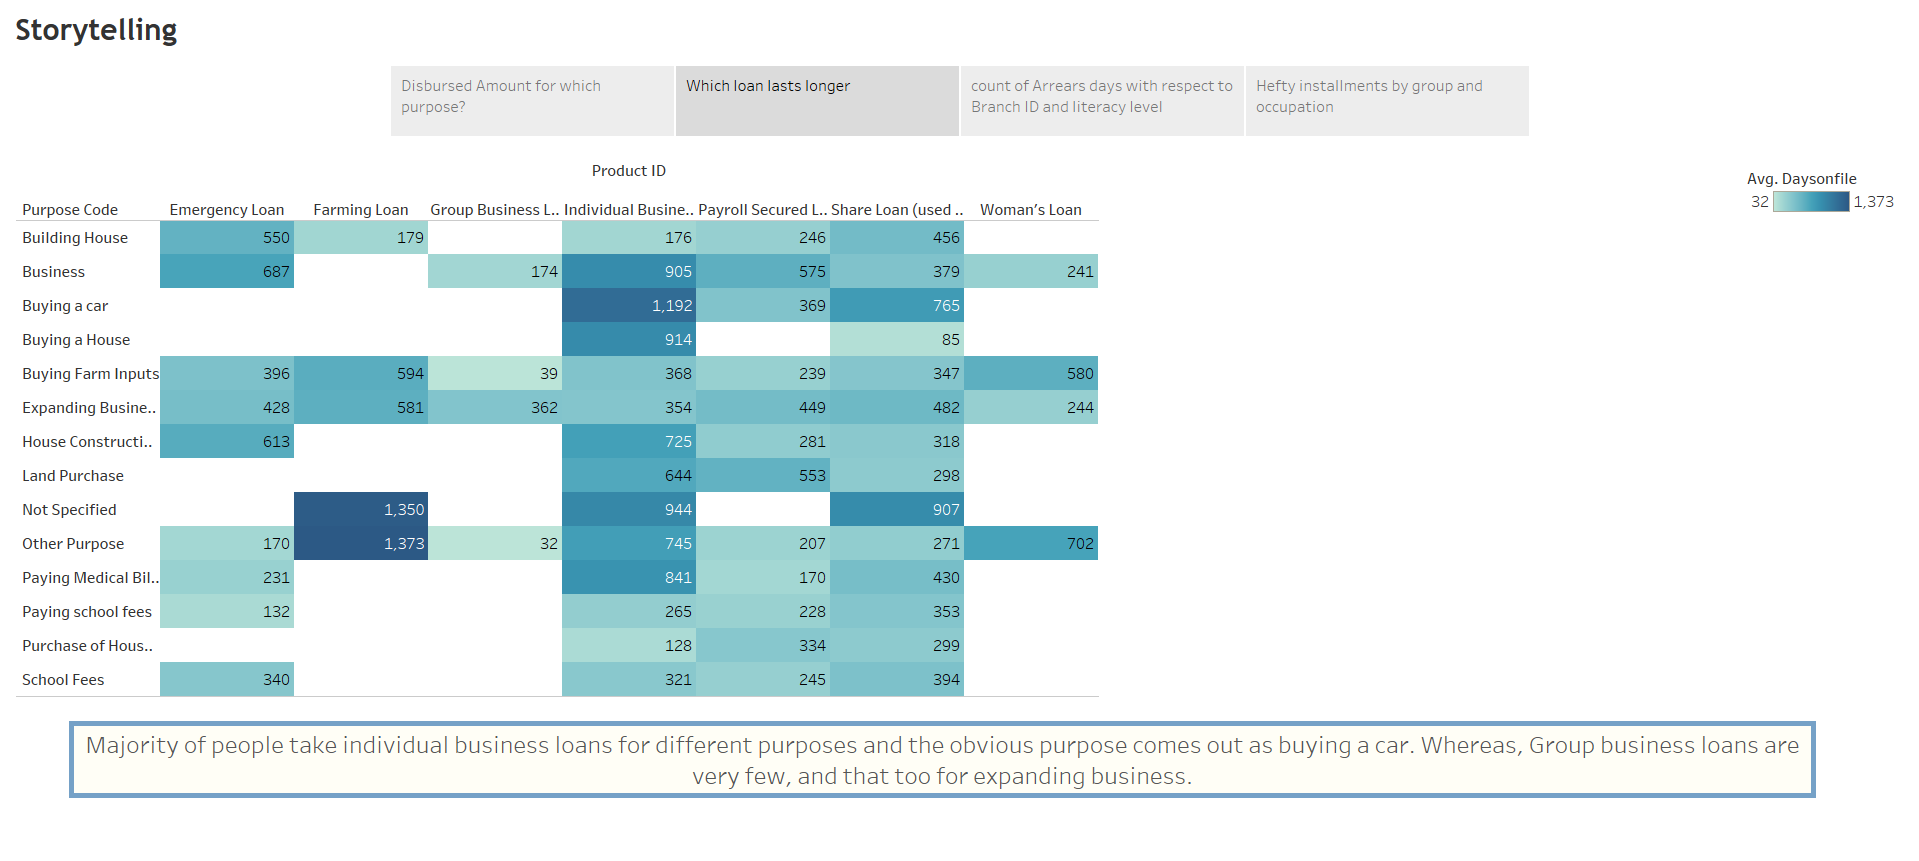 Storytelling
Disbursed Amount for which
purpose?
Which loan lasts longer
count of Arrears days with respect to
Branch ID and literacy level
Hefty installments by group and
occupation
Product ID
Avg. Daysonfile
32 1,373
Purpose Code Emergency Loan Farming Loan Group Business L.. Individual Busine.. Payroll Secured L.. Share Loan (used .. Woman's Loan
Building House 550 179 176 246 456
Business 687 174 905 575 379 241
Buying a car 1,192 369 765
Buying a House 914 85
Buying Farm Inputs 396 594 39 368 239 347 580
Expanding Busine.. 428 581 362 354 449 482 244
House Constructi.. 613 725 281 318
Land Purchase 644 553 298
Not Specified 1,350 944 907
Other Purpose 170 1,373 32 745 207 271 702
Paying Medical Bil.. 231 841 170 430
Paying school fees 132 265 228 353
Purchase of Hous.. 128 334 299
School Fees 340 321 245 394
Majority of people take individual business loans for different purposes and the obvious purpose comes out as buying a car. Whereas, Group business loans are
very few, and that too for expanding business.